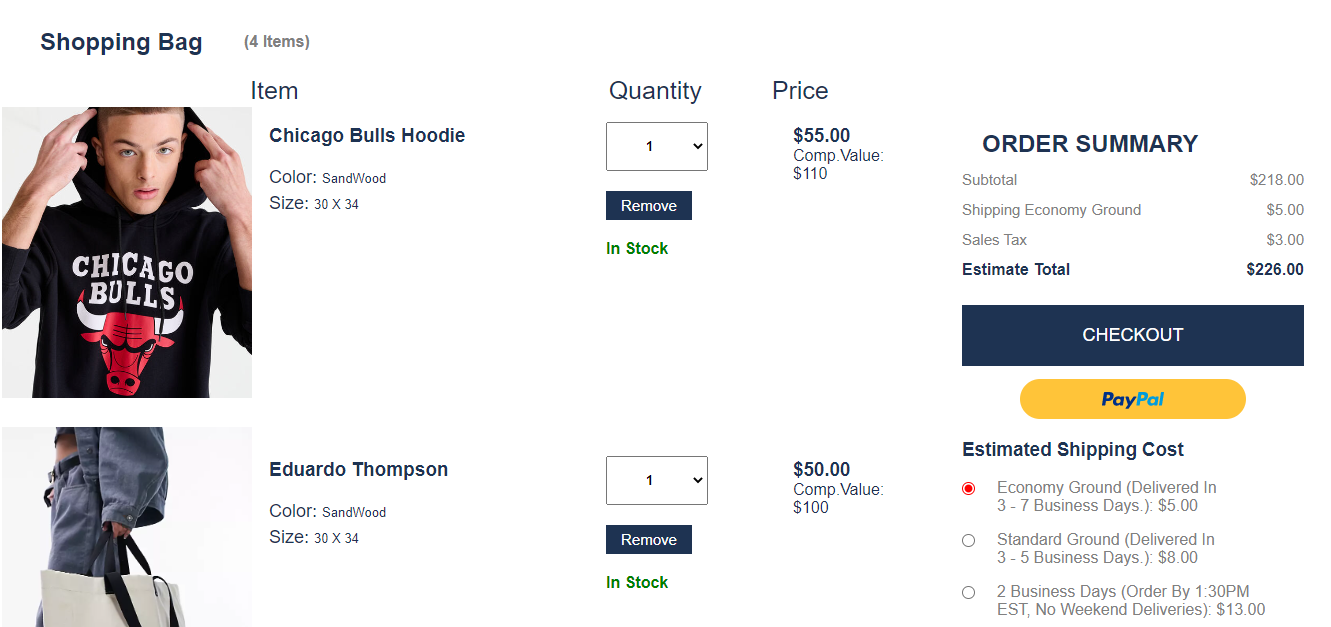 Shopping Bag (4 Items)
Item Quantity Price
Chicago Bulls Hoodie
Color: SandWood
Size: 30 X 34
1
Remove
In Stock
$55.00
Comp.Value:
$110
CHICAGO
BULLS
Eduardo Thompson
Color: SandWood
Size: 30 X 34
1
Remove
In Stock
$50.00
Comp.Value:
$100
ORDER SUMMARY
Subtotal $218.00
Shipping Economy Ground $5.00
Sales Tax $3.00
Estimate Total $226.00
CHECKOUT
PayPal
Estimated Shipping Cost
Economy Ground (Delivered In
3 - 7 Business Days.): $5.00
Standard Ground (Delivered In
3 - 5 Business Days.): $8.00
2 Business Days (Order By 1:30PM
EST, No Weekend Deliveries): $13.00